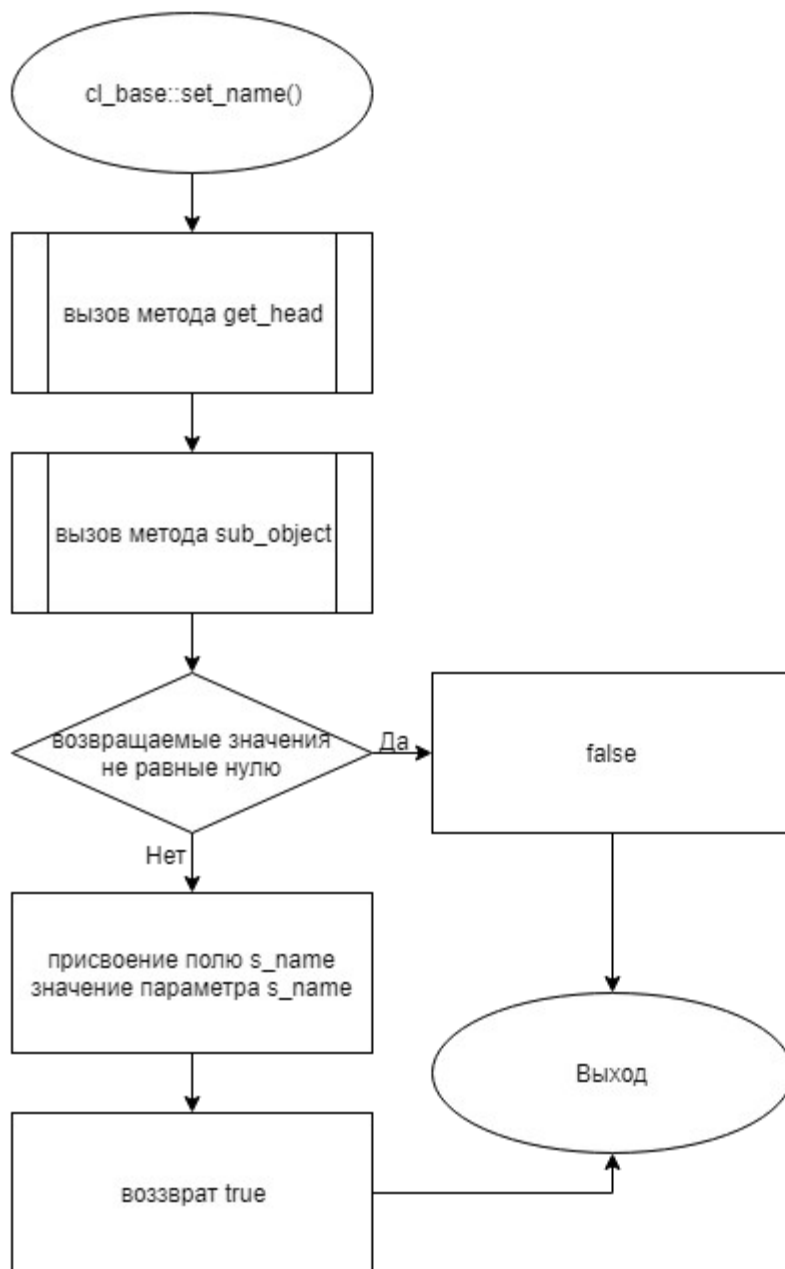 cl_base::set_name()
вызов метода get_head
вызов метода sub_object
возвращаемые значения
не равные нулю
Да
false
Нет
присвоение полю s_name
значение параметра s_name
Выход
воззврат true